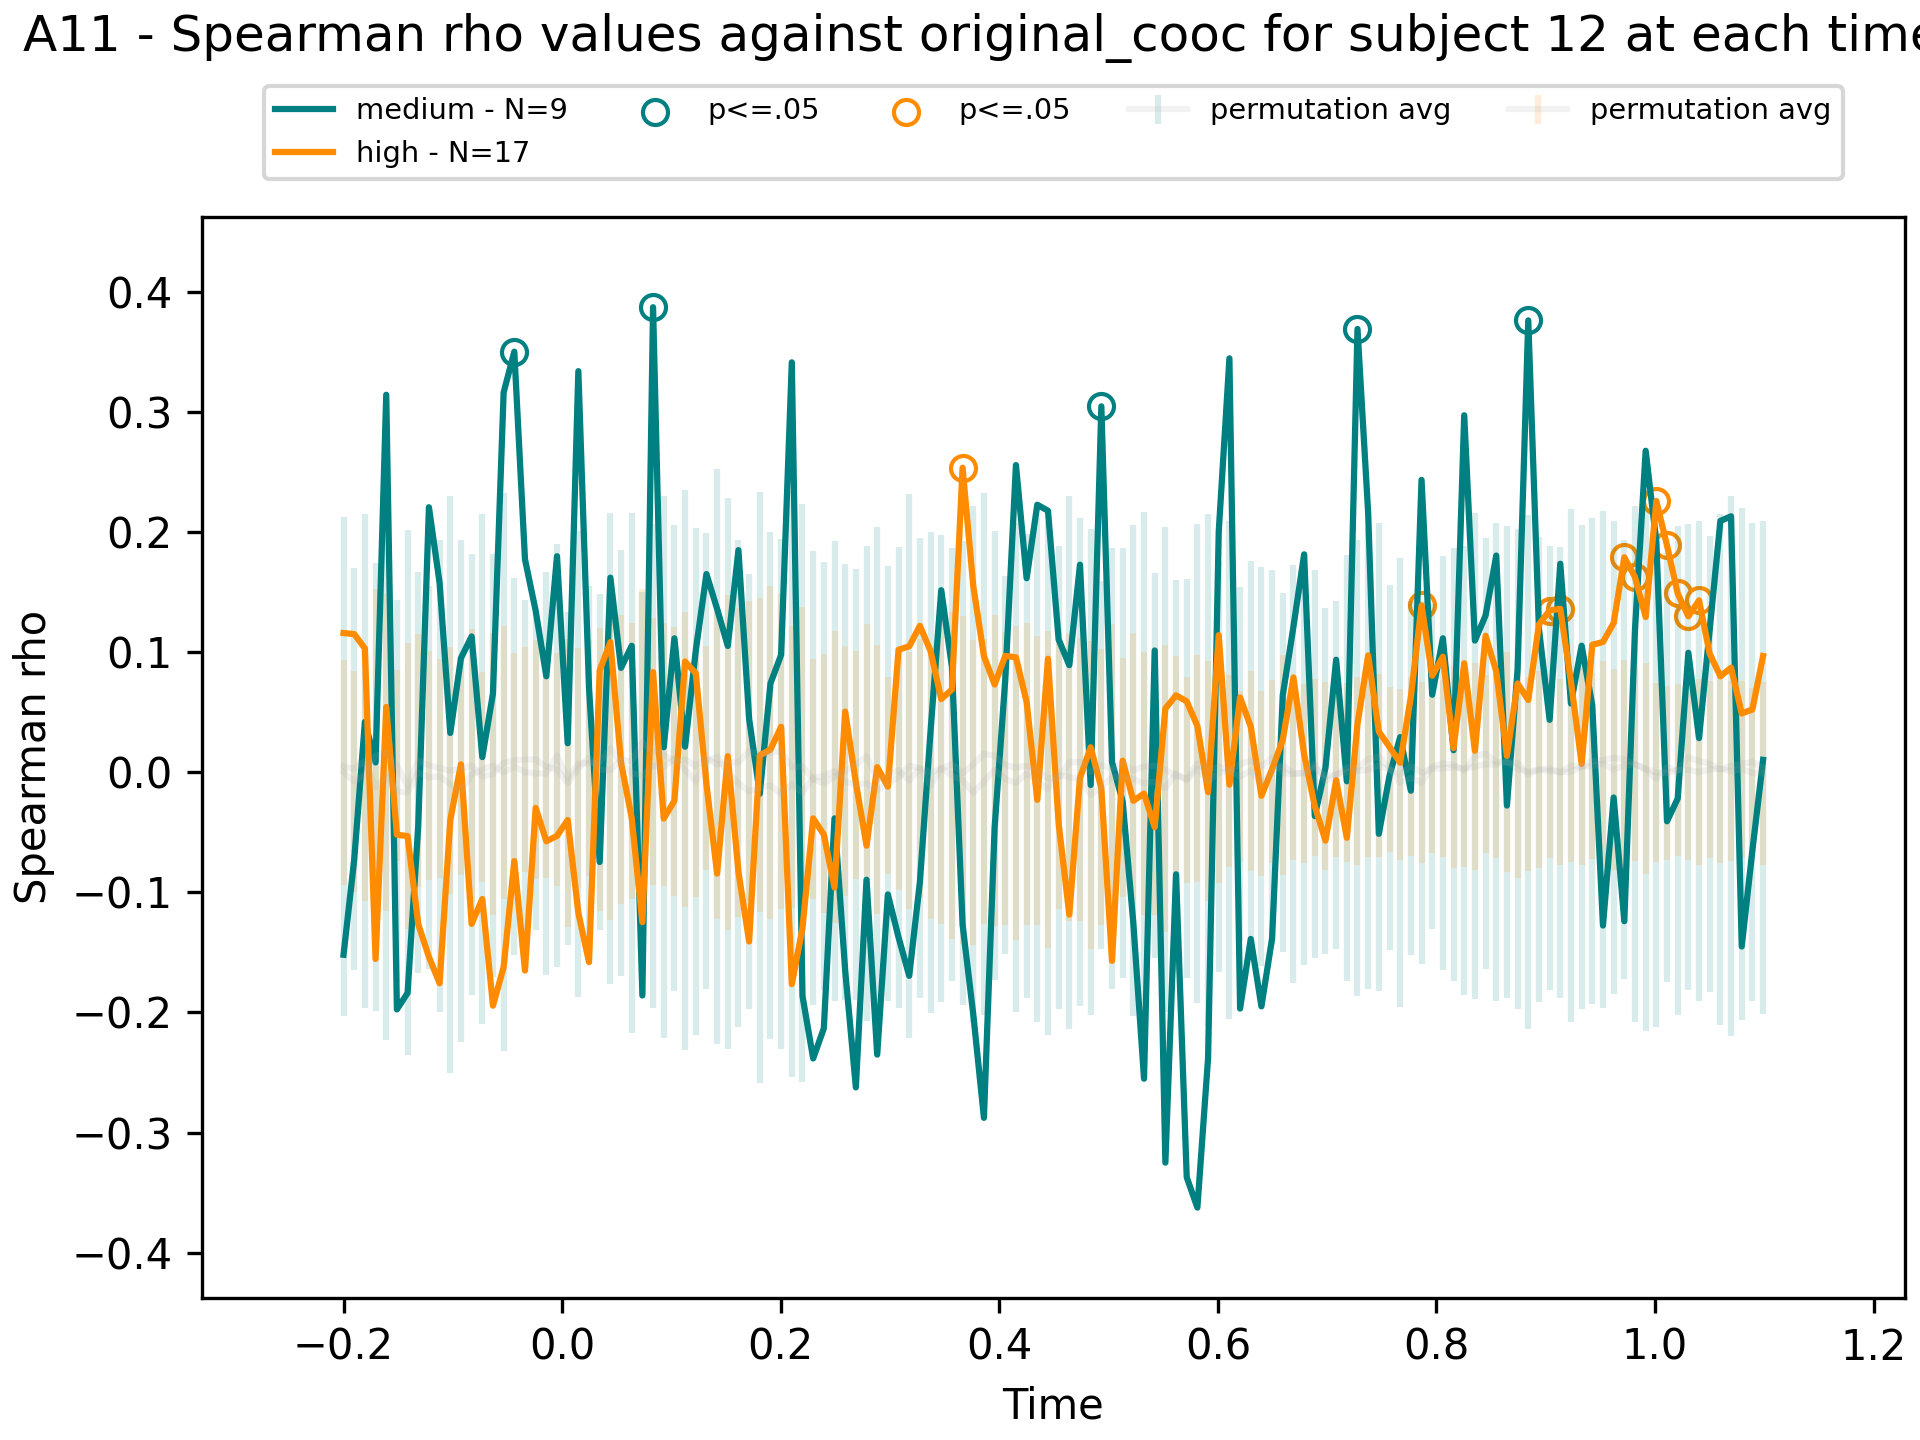 A11 - Spearman rho values against original_cooc for subject 12 at each time
medium - N=9
high - N=17
p<=.05
p<=.05
permutation avg
permutation avg
Spearman rho
0.4
0.3
0.2
0.1
0.0
−0.1
−0.2
−0.3
−0.4
−0.2 0.0 0.2 0.4 0.6 0.8 1.0 1.2
Time